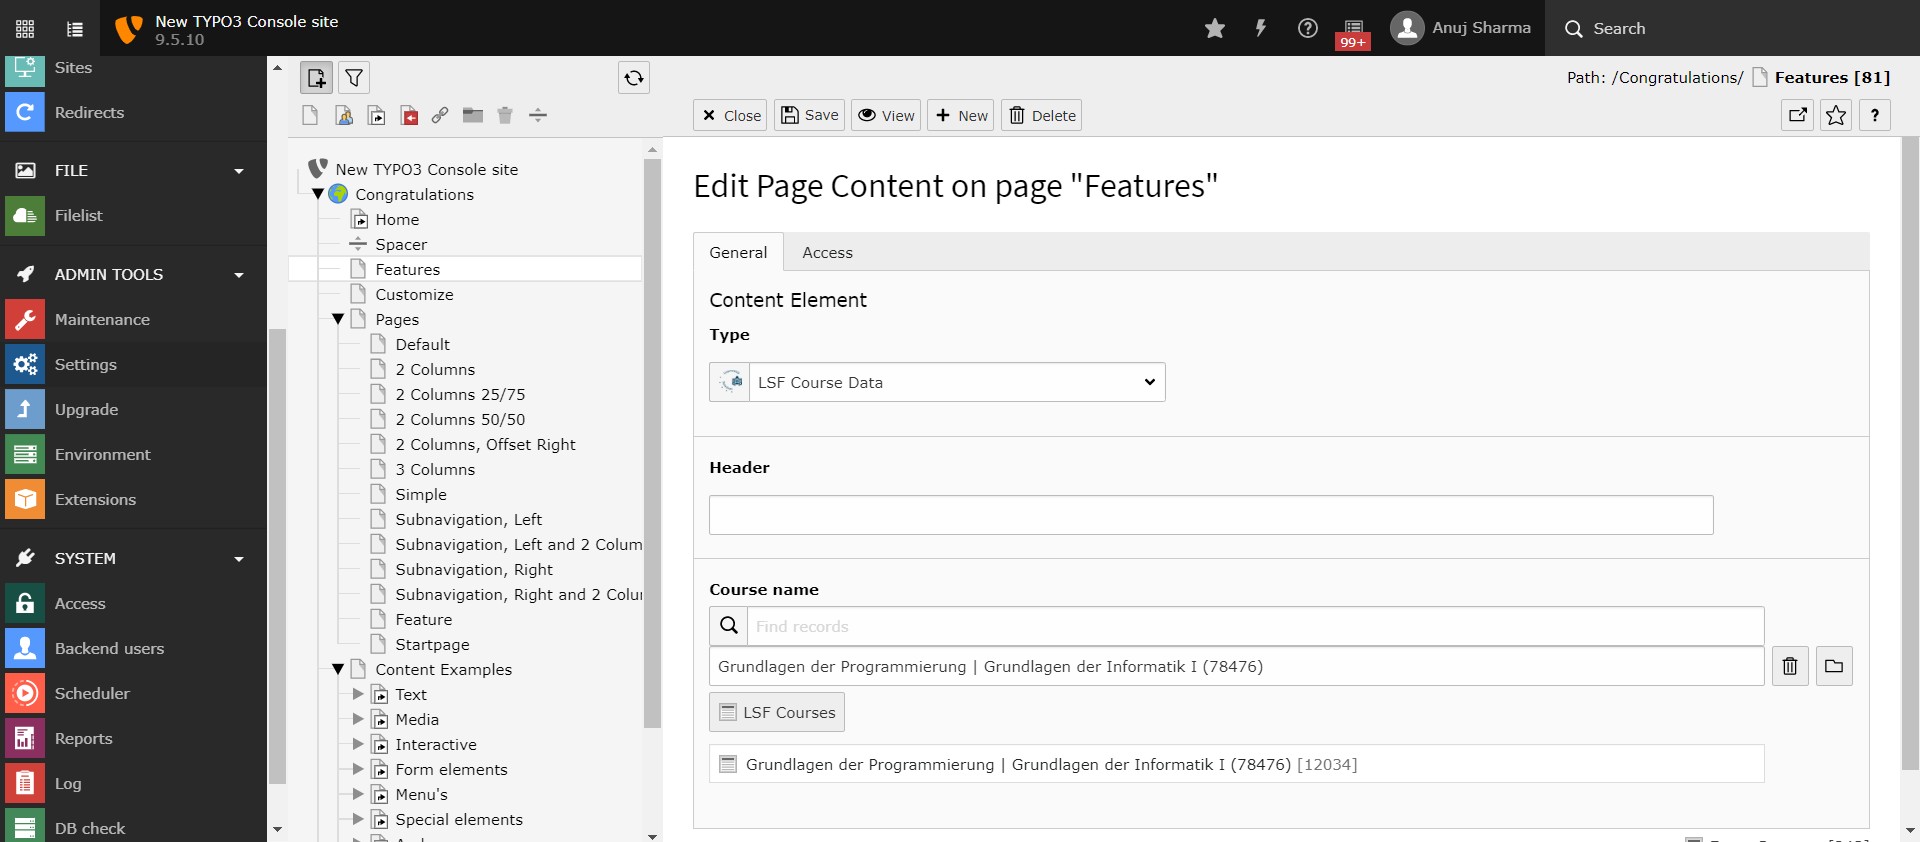 New TYPO3 Console site
9.5.10
99+
Anuj Sharma
Search
Sites
Redirects
FILE
Filelist
ADMIN TOOLS
Maintenance
Settings
Upgrade
Environment
Extensions
SYSTEM
Access
Backend users
Scheduler
Reports
Log
DB check
New TYPO3 Console site
Congratulations
Home
Spacer
Features
Customize
Pages
Default
2 Columns
2 Columns 25/75
2 Columns 50/50
2 Columns, Offset Right
3 Columns
Simple
Subnavigation, Left
Subnavigation, Left and 2 Colum
Subnavigation, Right
Subnavigation, Right and 2 Colu
Feature
Startpage
Content Examples
Text
Media
Interactive
Form elements
Menu's
Special elements
Path: /Congratulations/ Features [81]
Close Save View New Delete
?
Edit Page Content on page "Features"
General Access
Content Element
Type
LSF Course Data
Header
Course name
Find records
Grundlagen der Programmierung | Grundlagen der Informatik I (78476)
LSF Courses
Grundlagen der Programmierung | Grundlagen der Informatik I (78476) [12034]